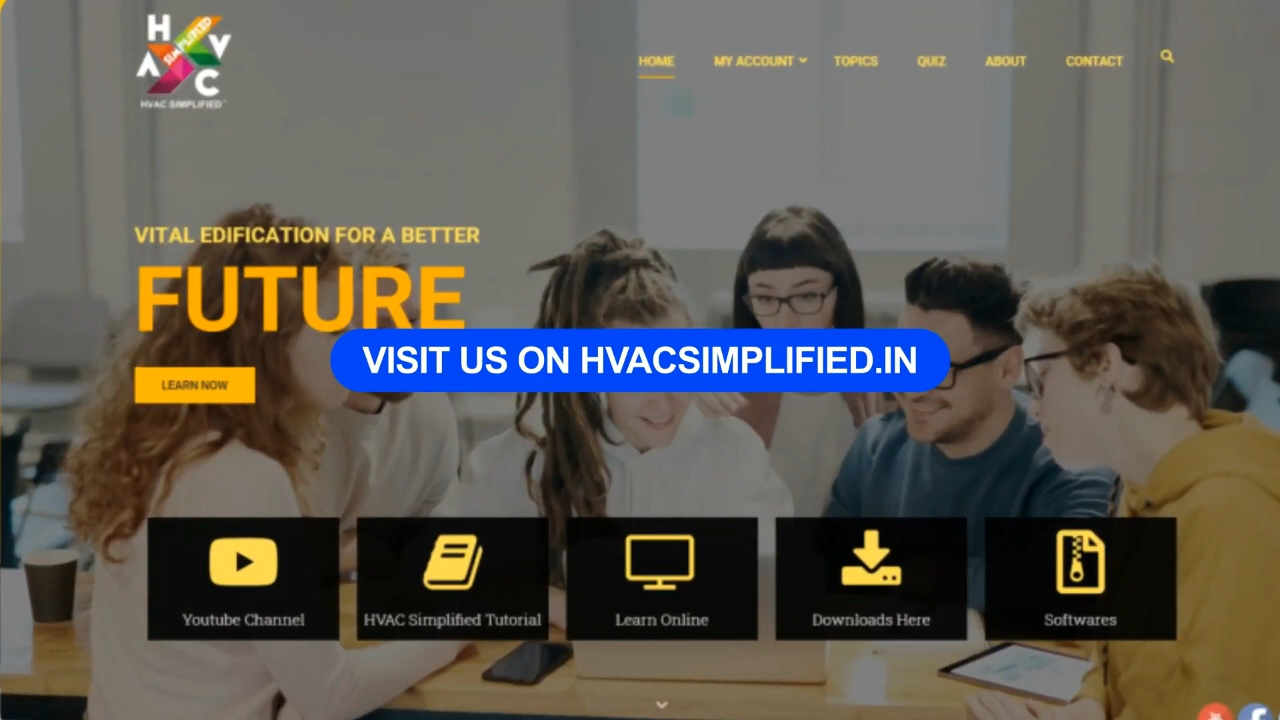 H
V
A
C
SIMPLIFIED
HVAC SIMPLIFIED™
HOME
MY ACCOUNT
TOPICS
QUIZ
ABOUT
CONTACT
VITAL EDIFICATION FOR A BETTER
FUTURE
VISIT US ON HVACSIMPLIFIED.IN
LEARN NOW
Youtube Channel
HVAC Simplified Tutorial
Learn Online
Downloads Here
Softwares